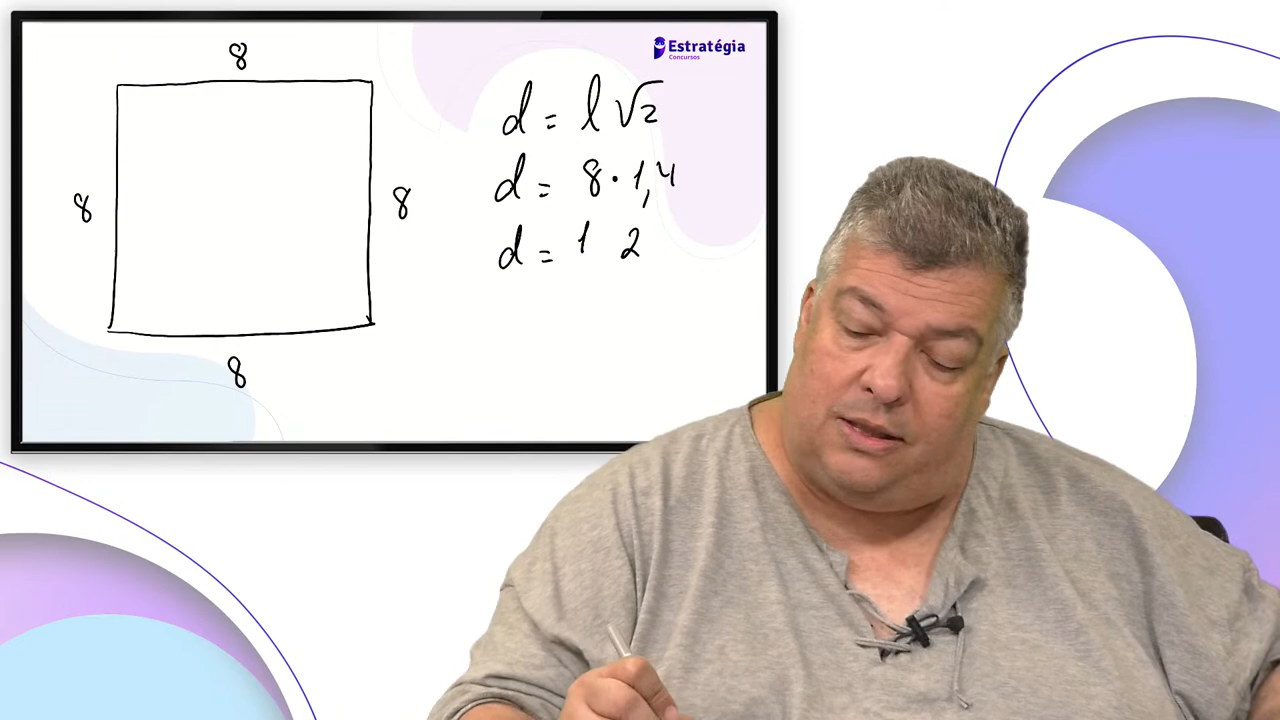 8
Estratégia
Concursos
d = l √2
d = 8 · 1,4
8
8
d = 1 2
8